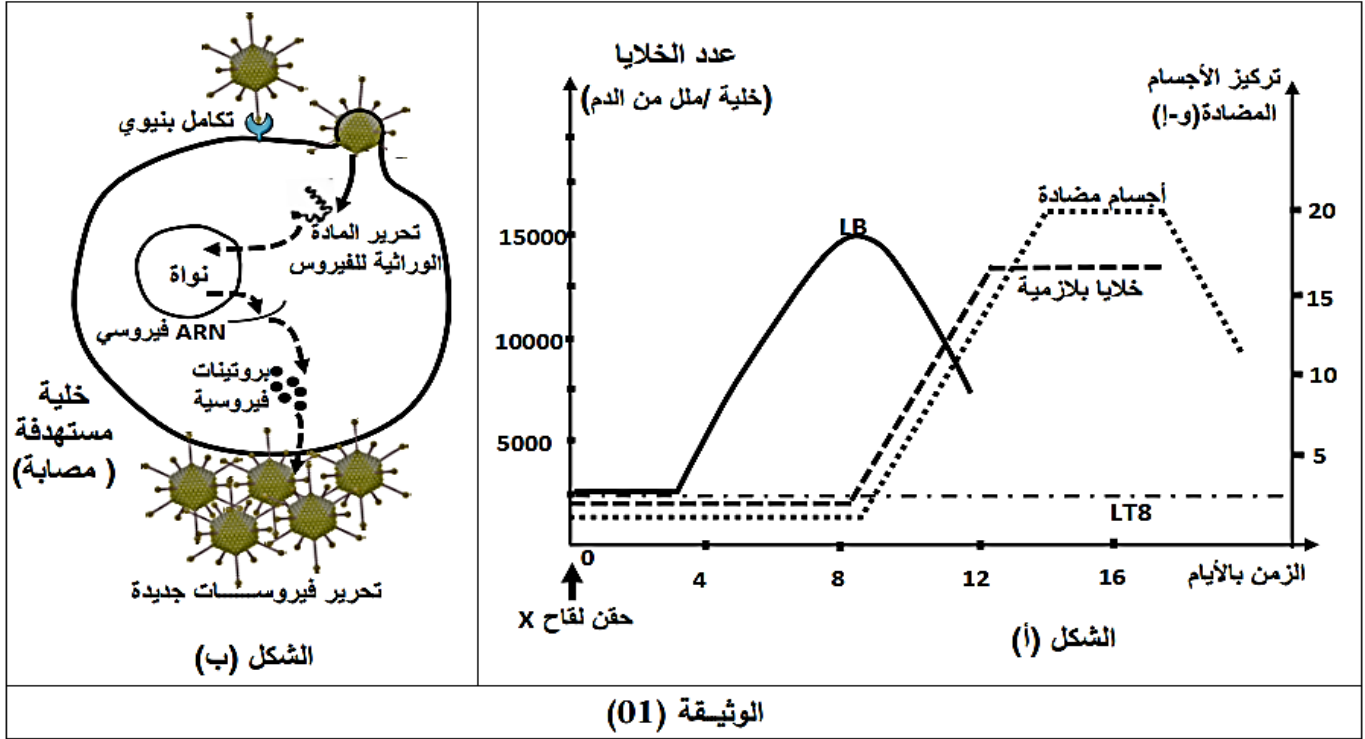 عدد الخلايا
(خلية /ملل من الدم)
تركيز الأجسام
المضادة(و-إ)
أجسام مضادة
LB
خلايا بلازمية
LT8
15000
10000
5000
20
15
10
5
0
4
8
12
16
الزمن بالأيام
حقن لقاح X
الشكل (أ)
تكامل بنيوي
تحرير المادة
الوراثية للفيروس
نواة
ARN فيروسي
بروتينات
فيروسية
خلية
مستهدفة
( مصابة)
تحرير فيروســـــات جديدة
الشكل (ب)
الوثيـقة (01)